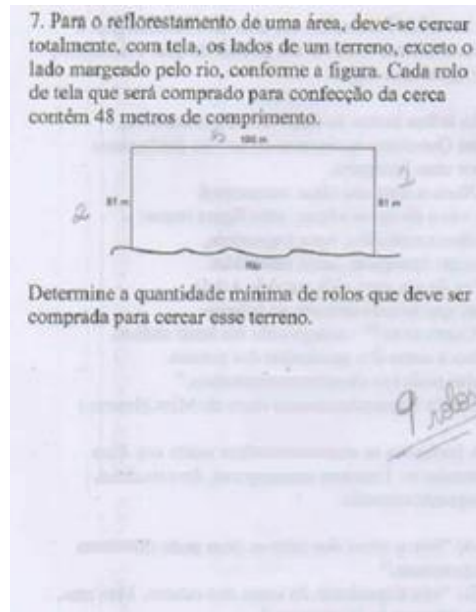 7. Para o reflorestamento de uma área, deve-se cercar
totalmente, com tela, os lados de um terreno, exceto o
lado margeado pelo rio, conforme a figura. Cada rolo
de tela que será comprado para confecção da cerca
contém 48 metros de comprimento.
81 m
81 m
2
Rio
Determine a quantidade mínima de rolos que deve ser
comprada para cercar esse terreno.
9 rolos